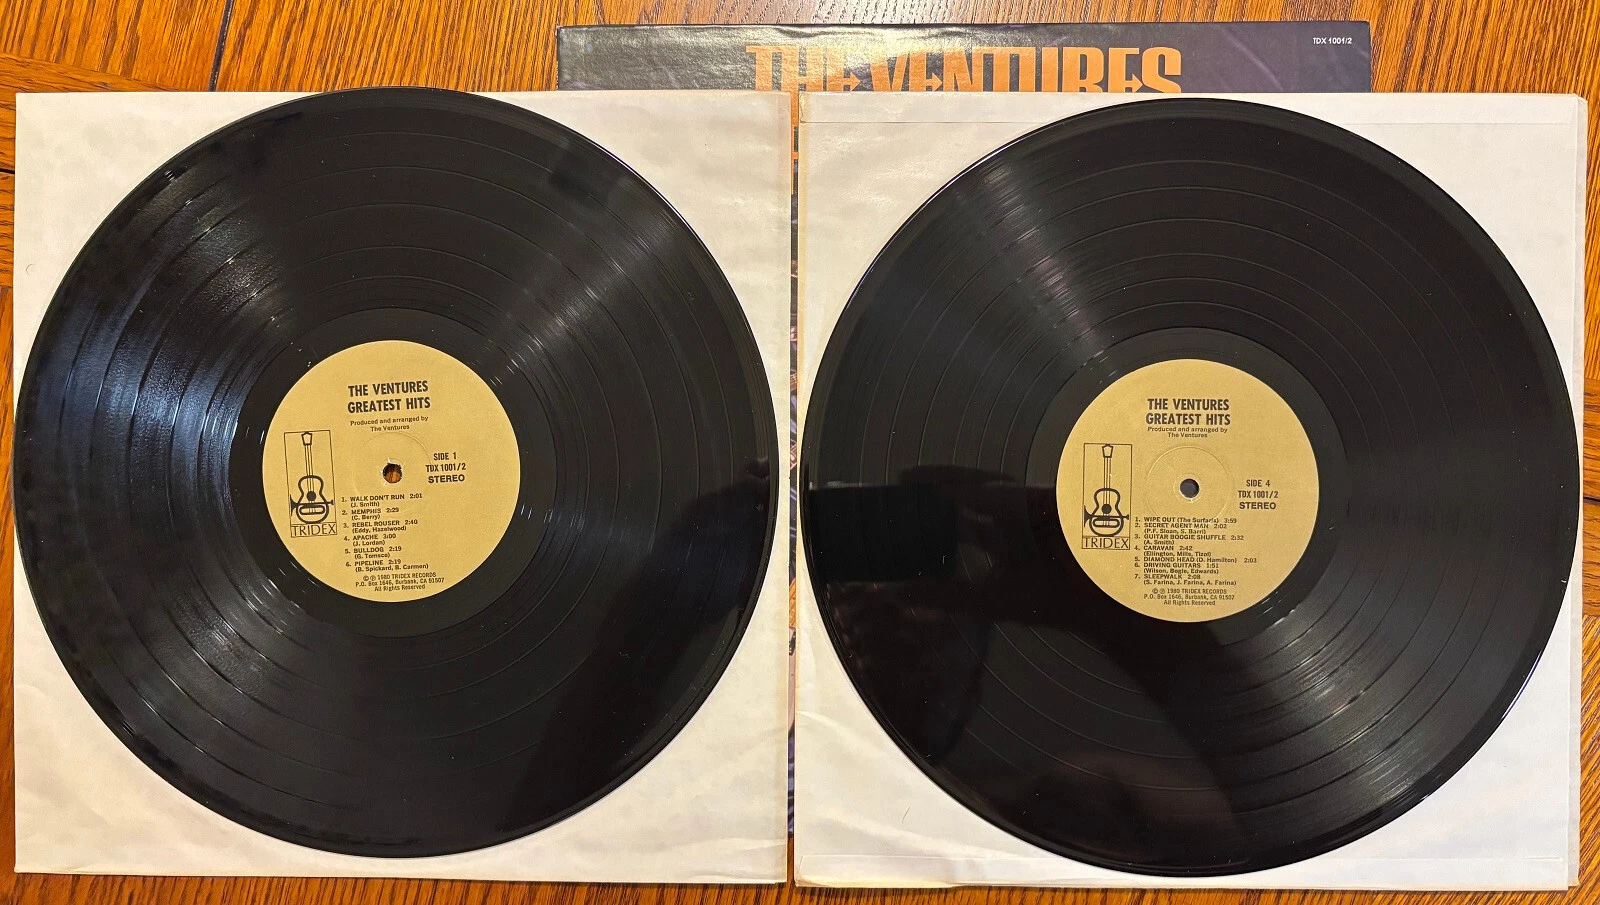 THE VENTURES
TDX 1001/2
THE VENTURES
GREATEST HITS
Produced and arranged by
The Ventures
SIDE 1
TDX 1001/2
STEREO
TRIDEX
1. WALK DON'T RUN 2:01
(J. Smith)
2. MEMPHIS 2:29
(C. Berry)
3. REBEL ROUSER 2:40
(Eddy, Hazelwood)
4. APACHE 3:00
(J. Lordan)
5. BULLDOG 2:19
(G. Tomsco)
6. PIPELINE 2:19
(B. Spickard, B. Carmen)
© ℗ 1980 TRIDEX RECORDS
P.O. Box 1646, Burbank, CA 91507
All Rights Reserved
THE VENTURES
GREATEST HITS
Produced and arranged by
The Ventures
SIDE 4
TDX 1001/2
STEREO
TRIDEX
1. WIPE OUT (The Surfaris) 3:59
2. SECRET AGENT MAN 2:02
(P.F. Sloan, S. Barri)
3. GUITAR BOOGIE SHUFFLE 2:32
(A. Smith)
4. CARAVAN 2:42
(Ellington, Mills, Tizol)
5. DIAMOND HEAD (D. Hamilton) 2:03
6. DRIVING GUITARS 1:51
(Wilson, Bogle, Edwards)
7. SLEEPWALK 2:08
(S. Farina, J. Farina, A. Farina)
© ℗ 1980 TRIDEX RECORDS
P.O. Box 1646, Burbank, CA 91507
All Rights Reserved